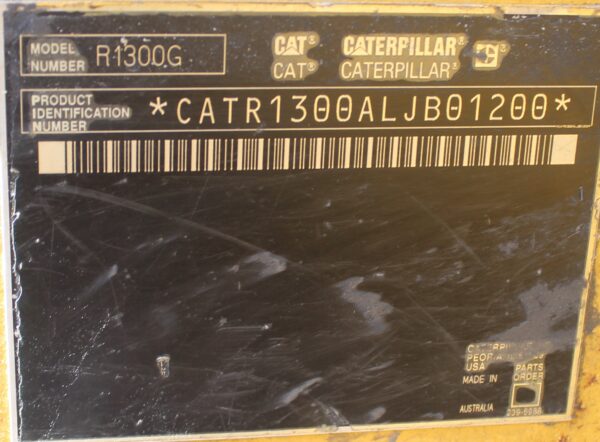 MODEL NUMBER R1300G
CAT® CATERPILLAR®
CAT® CATERPILLAR®
PRODUCT IDENTIFICATION NUMBER
*CATR1300ALJB01200*
USA
PARTS ORDER
MADE IN
AUSTRALIA